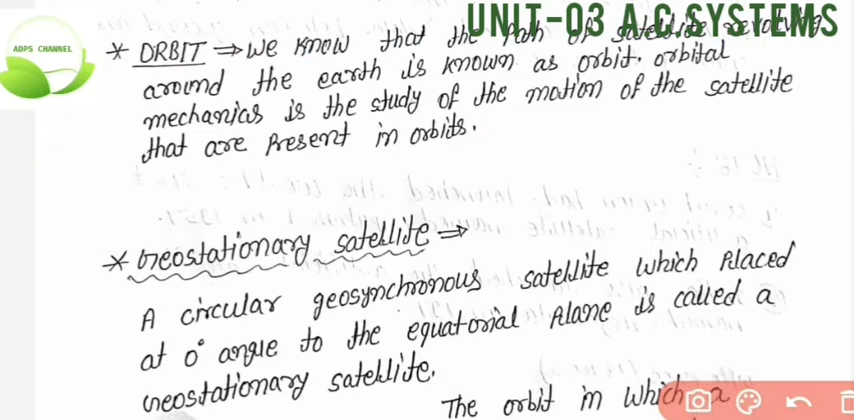 UNIT-03 A C SYSTEMS
ADPS CHANNEL
* ORBIT ⇒ We know that the Path of satellite revolving
around the earth is known as orbit. orbital
mechanics is the study of the motion of the satellite
that are Present in orbits.
* Geostationary satellite ⇒
A circular geosynchronous satellite which Placed
at 0° angle to the equatorial Plane is called a
Geostationary satellite.
The orbit in which a